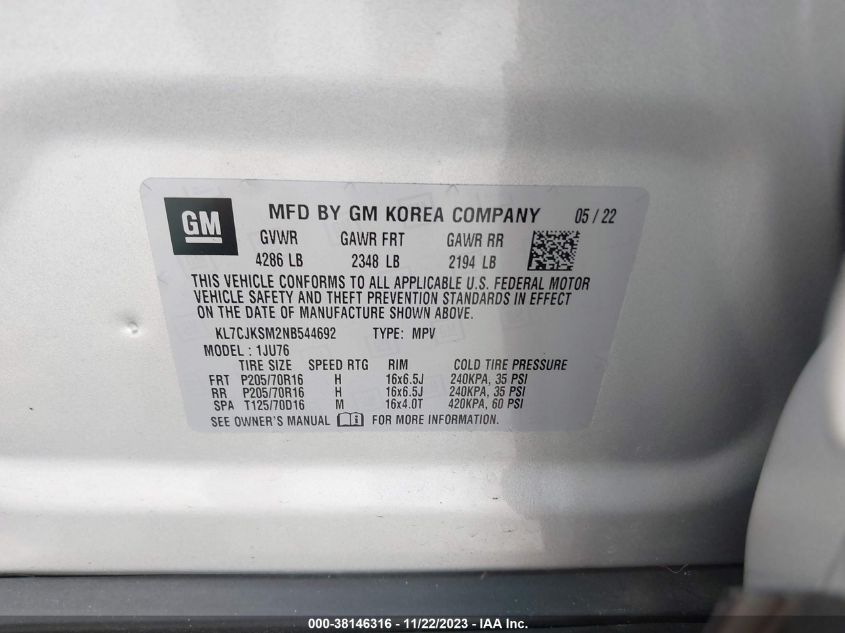 GM
MFD BY GM KOREA COMPANY 05 / 22
GVWR GAWR FRT GAWR RR
4286 LB 2348 LB 2194 LB
THIS VEHICLE CONFORMS TO ALL APPLICABLE U.S. FEDERAL MOTOR
VEHICLE SAFETY AND THEFT PREVENTION STANDARDS IN EFFECT
ON THE DATE OF MANUFACTURE SHOWN ABOVE.
KL7CJKSM2NB544692 TYPE: MPV
MODEL : 1JU76
TIRE SIZE SPEED RTG RIM COLD TIRE PRESSURE
FRT P205/70R16 H 16x6.5J 240KPA, 35 PSI
RR P205/70R16 H 16x6.5J 240KPA, 35 PSI
SPA T125/70D16 M 16x4.0T 420KPA, 60 PSI
SEE OWNER'S MANUAL FOR MORE INFORMATION.
000-38146316 - 11/22/2023 - IAA Inc.